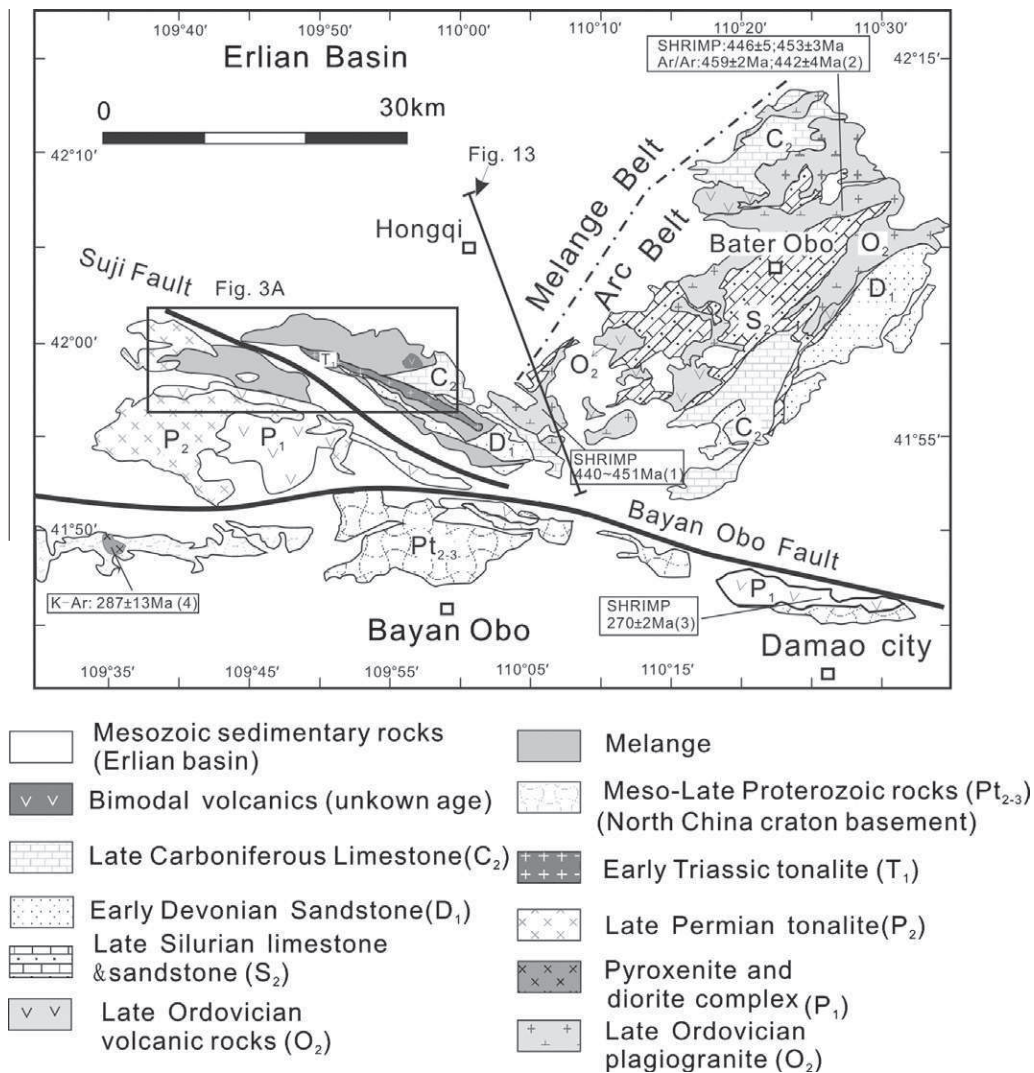 109°40′ 109°50′ 110°00′ 110°10′ 110°20′ 110°30′
Erlian Basin
SHRIMP:446±5;453±3Ma
Ar/Ar:459±2Ma;442±4Ma(2)
42°15′
0 30km
42°10′
Fig. 13
C2
Melange Belt
Hongqi
Arc Belt
Bater Obo
O2
Suji Fault
Fig. 3A
D1
S2
42°00′
T1
O2
C2
P2
P1
D1
C2
41°55′
SHRIMP
440~451Ma(1)
41°50′
Bayan Obo Fault
Pt2-3
K-Ar: 287±13Ma (4)
P1
SHRIMP
270±2Ma(3)
Bayan Obo
Damao city
109°35′ 109°45′ 109°55′ 110°05′ 110°15′
Mesozoic sedimentary rocks
(Erlian basin)
Bimodal volcanics (unkown age)
Late Carboniferous Limestone(C2)
Early Devonian Sandstone(D1)
Late Silurian limestone
&sandstone (S2)
Late Ordovician
volcanic rocks (O2)
Melange
Meso-Late Proterozoic rocks (Pt2-3)
(North China craton basement)
Early Triassic tonalite (T1)
Late Permian tonalite(P2)
Pyroxenite and
diorite complex (P1)
Late Ordovician
plagiogranite (O2)